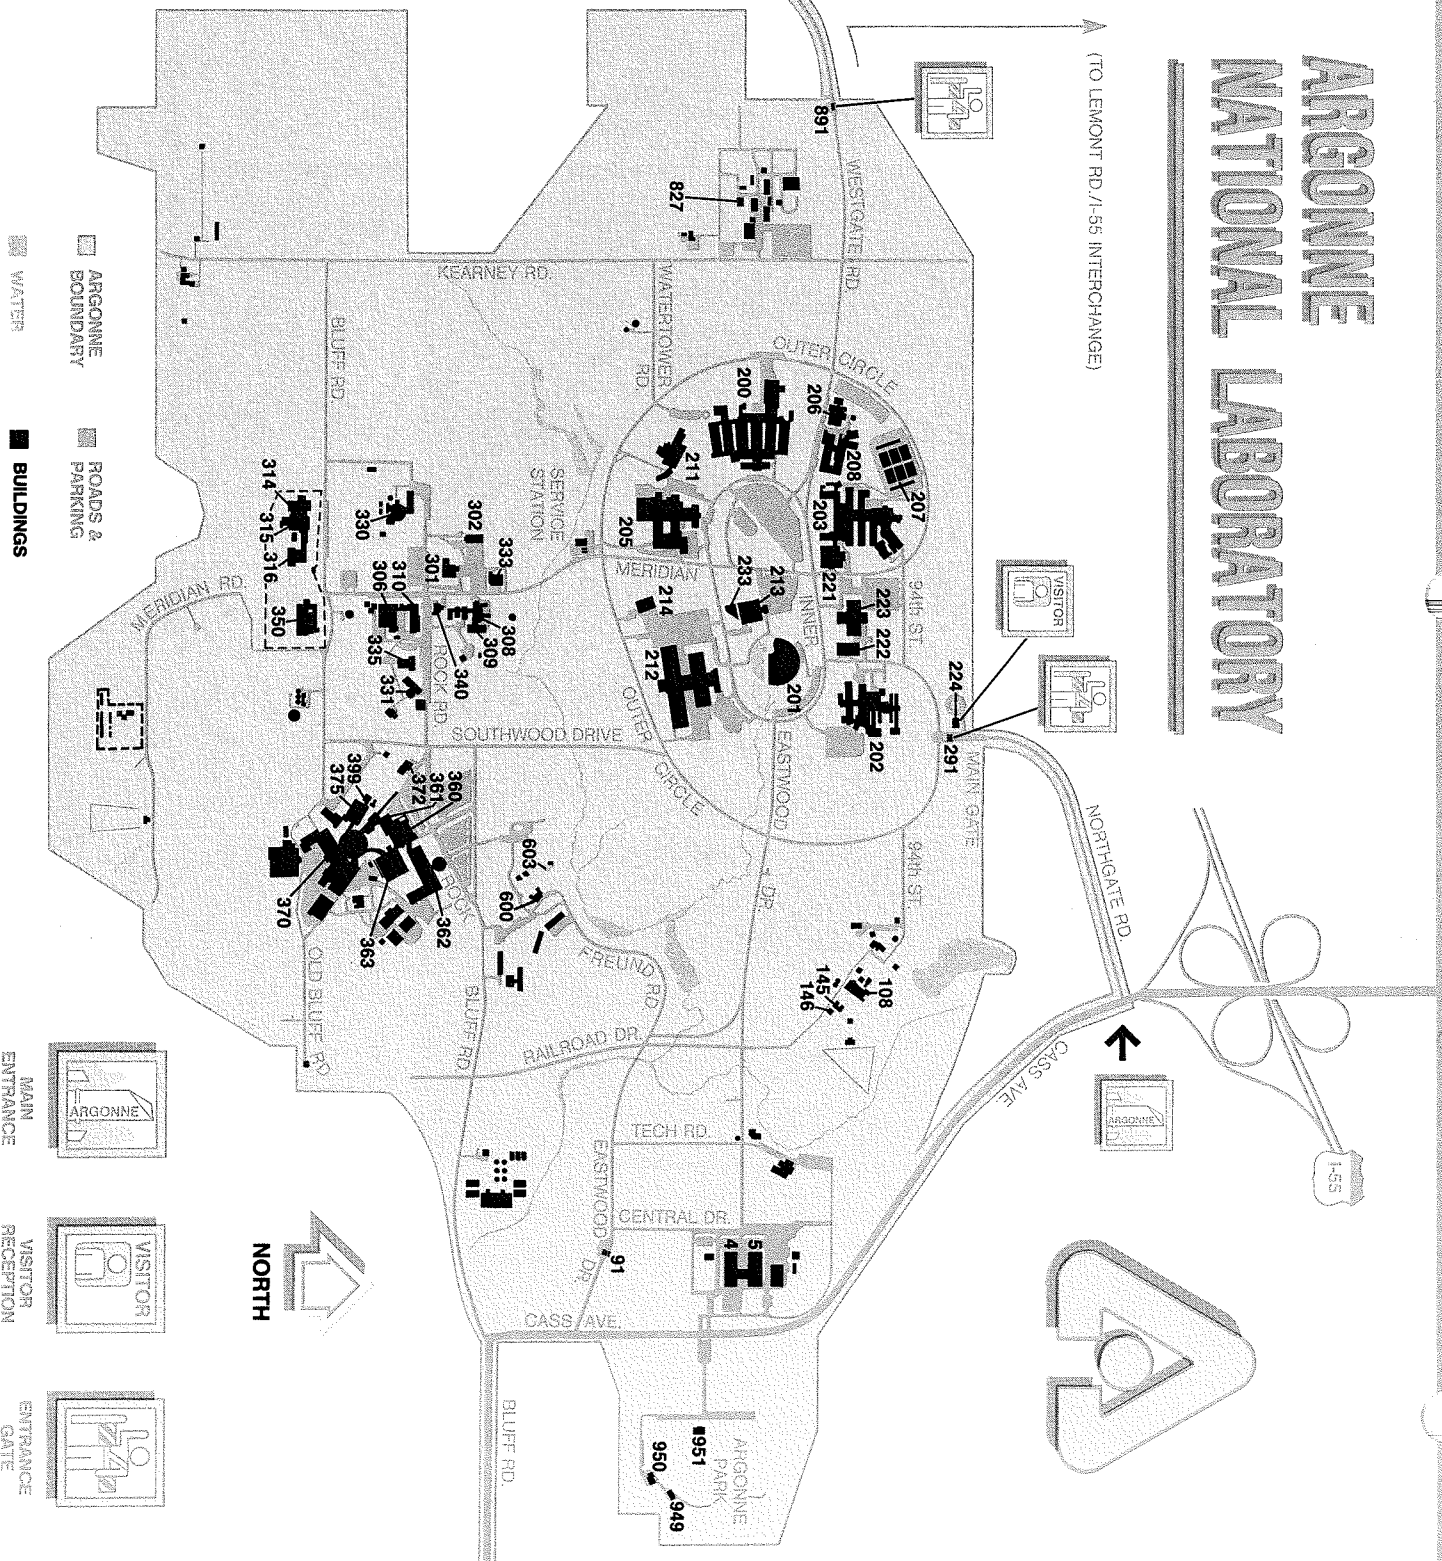 ARGONNE
NATIONAL LABORATORY
(TO LEMONT RD./I-55 INTERCHANGE)
I-55
ARGONNE
VISITOR
NORTHGATE RD.
CASS AVE.
MAIN GATE
224
291
891
WESTGATE RD.
827
KEARNEY RD.
WATERTOWER
RD.
OUTER CIRCLE
94th ST.
94th ST.
200
206
208
207
203
221
223
222
202
211
205
213
233
214
212
201
INNER
MERIDIAN
OUTER
CIRCLE
EASTWOOD
DR.
SERVICE
STATION
SOUTHWOOD DRIVE
BLUFF RD.
314
315
316
330
302
333
301
310
306
308
309
350
335
331
340
ROCK RD
MERIDIAN RD.
399
375
372
361
360
370
363
362
ROCK
603
600
FREUND
RD.
108
145
146
RAILROAD DR.
BLUFF RD.
OLD BLUFF RD
TECH RD.
EASTWOOD
DR.
CENTRAL DR.
4
5
91
CASS AVE.
BLUFF RD.
951
950
949
ARGONNE
PARK
NORTH
ARGONNE
BOUNDARY
WATER
ROADS &
PARKING
BUILDINGS
ARGONNE
MAIN
ENTRANCE
VISITOR
VISITOR
RECEPTION
ENTRANCE
GATE